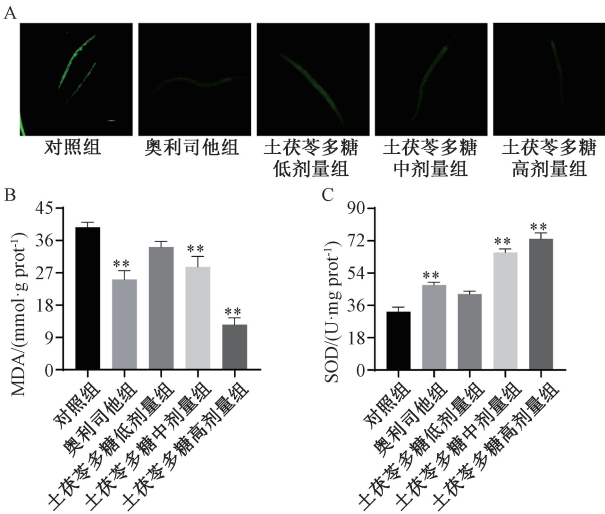 A
对照组
奥利司他组
土茯苓多糖
低剂量组
土茯苓多糖
中剂量组
土茯苓多糖
高剂量组
B
MDA/(mmol·g prot⁻¹)
45
36
27
18
9
0
**
**
**
对照组
奥利司他组
土茯苓多糖低剂量组
土茯苓多糖中剂量组
土茯苓多糖高剂量组
C
SOD/(U·mg prot⁻¹)
90
72
54
36
18
0
**
**
**
对照组
奥利司他组
土茯苓多糖低剂量组
土茯苓多糖中剂量组
土茯苓多糖高剂量组